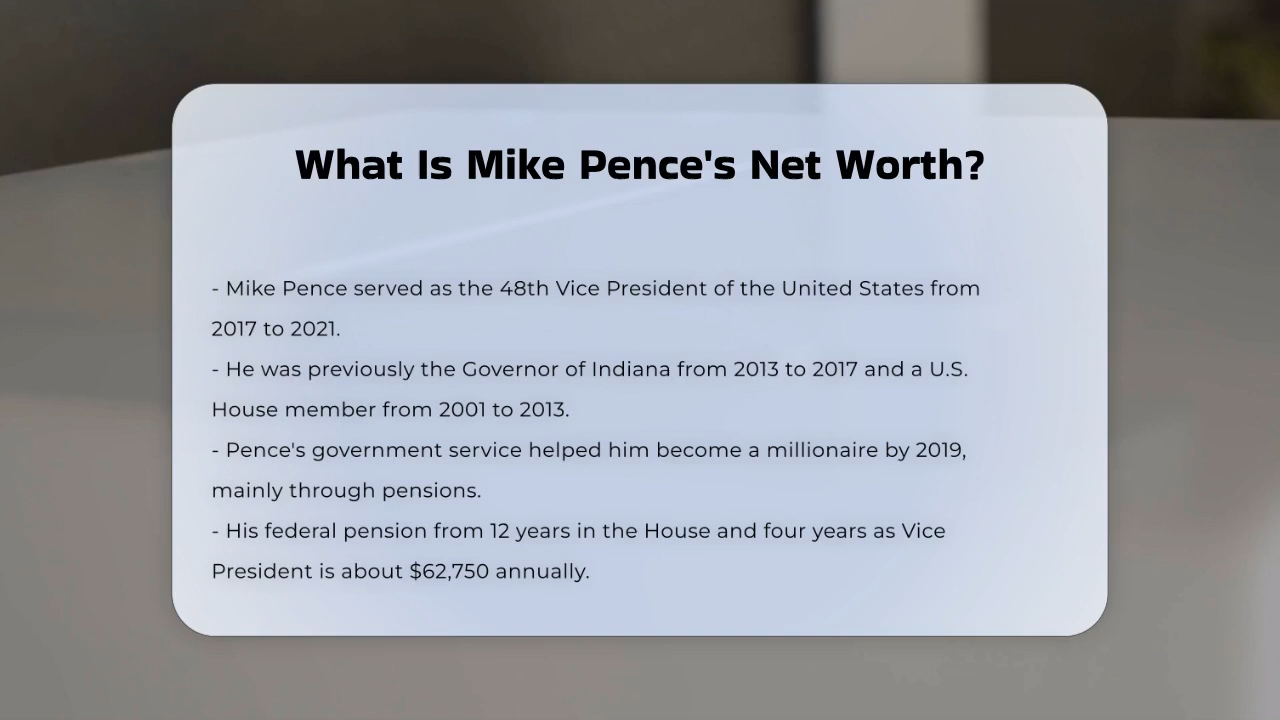 What Is Mike Pence's Net Worth?
- Mike Pence served as the 48th Vice President of the United States from
2017 to 2021.
- He was previously the Governor of Indiana from 2013 to 2017 and a U.S.
House member from 2001 to 2013.
- Pence's government service helped him become a millionaire by 2019,
mainly through pensions.
- His federal pension from 12 years in the House and four years as Vice
President is about $62,750 annually.